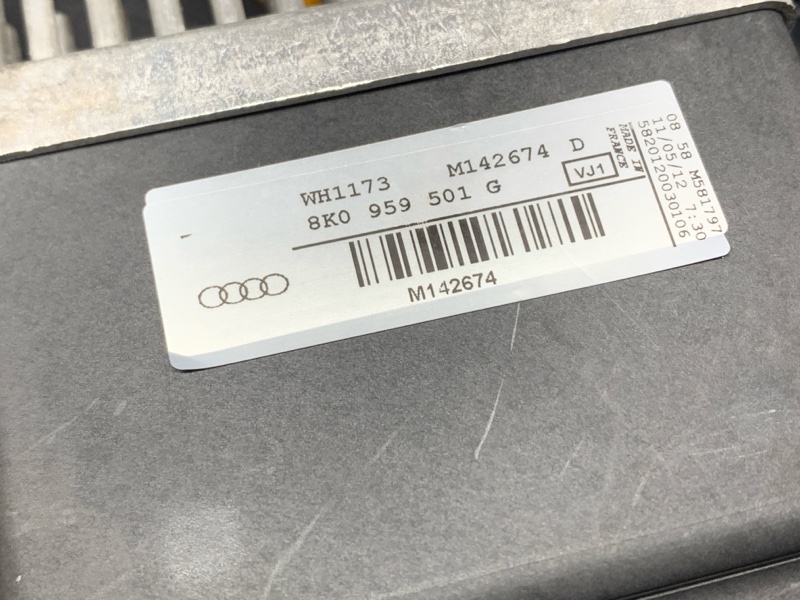 WH1173 M142674 D
8K0 959 501 G VJ1
M142674
MADE IN
FRANCE
08 58 M581797
11/05/12 7:30
5820120030106